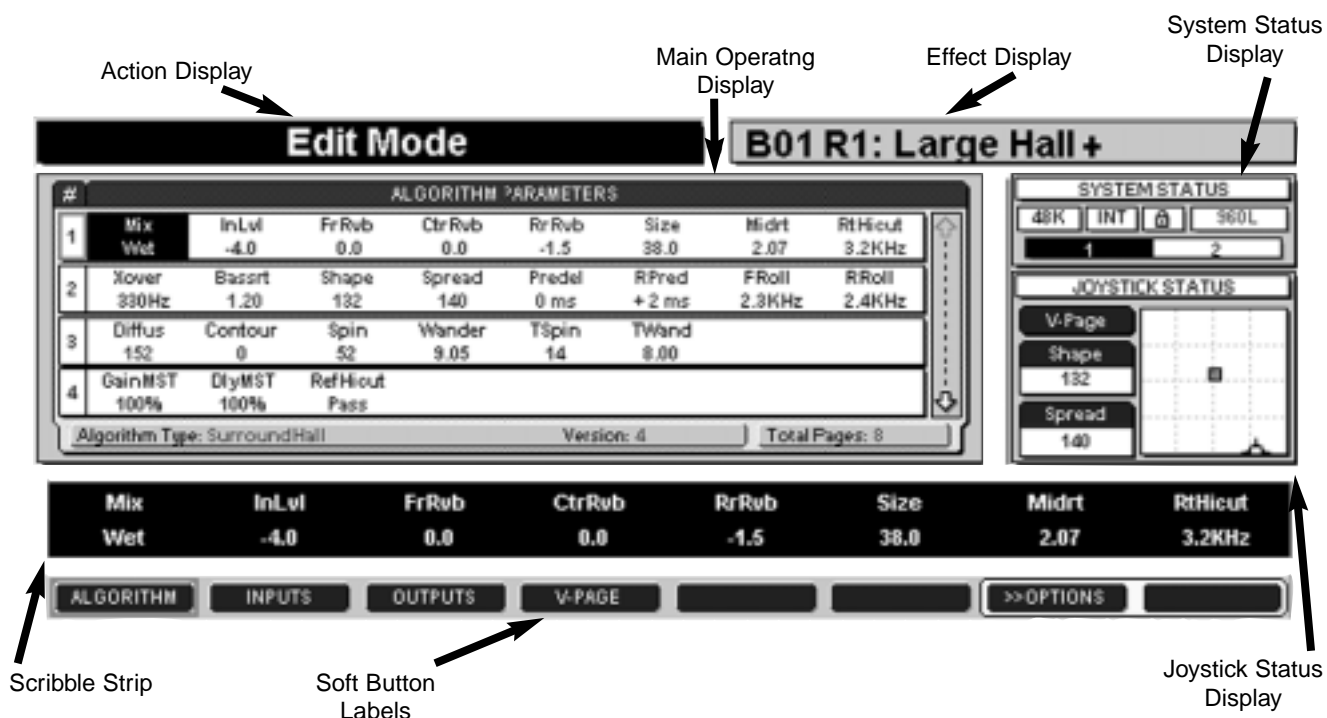 System Status
Display
Action Display
Main Operatng
Display
Effect Display
Edit Mode
B01 R1: Large Hall +
# ALGORITHM PARAMETERS
1 Mix InLvl FrRvb CtrRvb RrRvb Size Midrt RtHicut
Wet -4.0 0.0 0.0 -1.5 38.0 2.07 3.2KHz
2 Xover Bassrt Shape Spread Predel RPred FRoll RRoll
330Hz 1.20 132 140 0 ms + 2 ms 2.3KHz 2.4KHz
3 Diffus Contour Spin Wander TSpin TWand
152 0 52 9.05 14 8.00
4 GainMST DlyMST RefHicut
100% 100% Pass
Algorithm Type: SurroundHall Version: 4 Total Pages: 8
SYSTEM STATUS
48K INT 960L
1 2
JOYSTICK STATUS
V-Page
Shape
132
Spread
140
Mix InLvl FrRvb CtrRvb RrRvb Size Midrt RtHicut
Wet -4.0 0.0 0.0 -1.5 38.0 2.07 3.2KHz
ALGORITHM INPUTS OUTPUTS V-PAGE >>OPTIONS
Scribble Strip
Soft Button
Labels
Joystick Status
Display